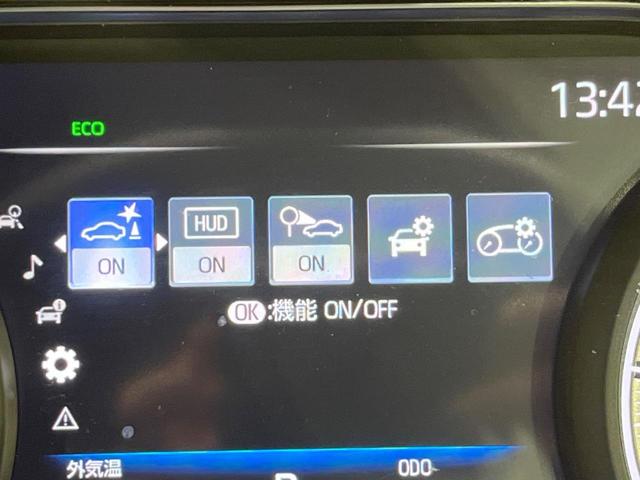 13:42
ECO
HUD
ON ON ON
OK:機能 ON/OFF
外気温 ODO